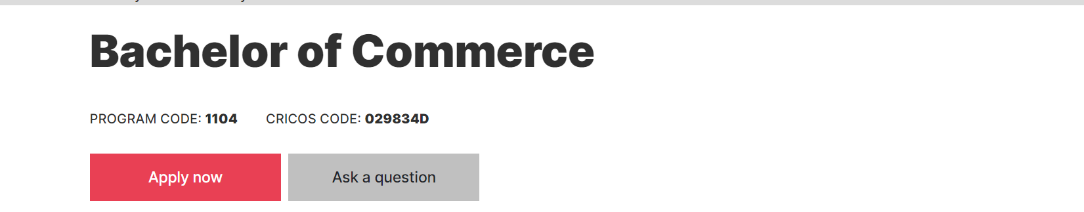 Bachelor of Commerce
PROGRAM CODE: 1104 CRICOS CODE: 029834D
Apply now Ask a question